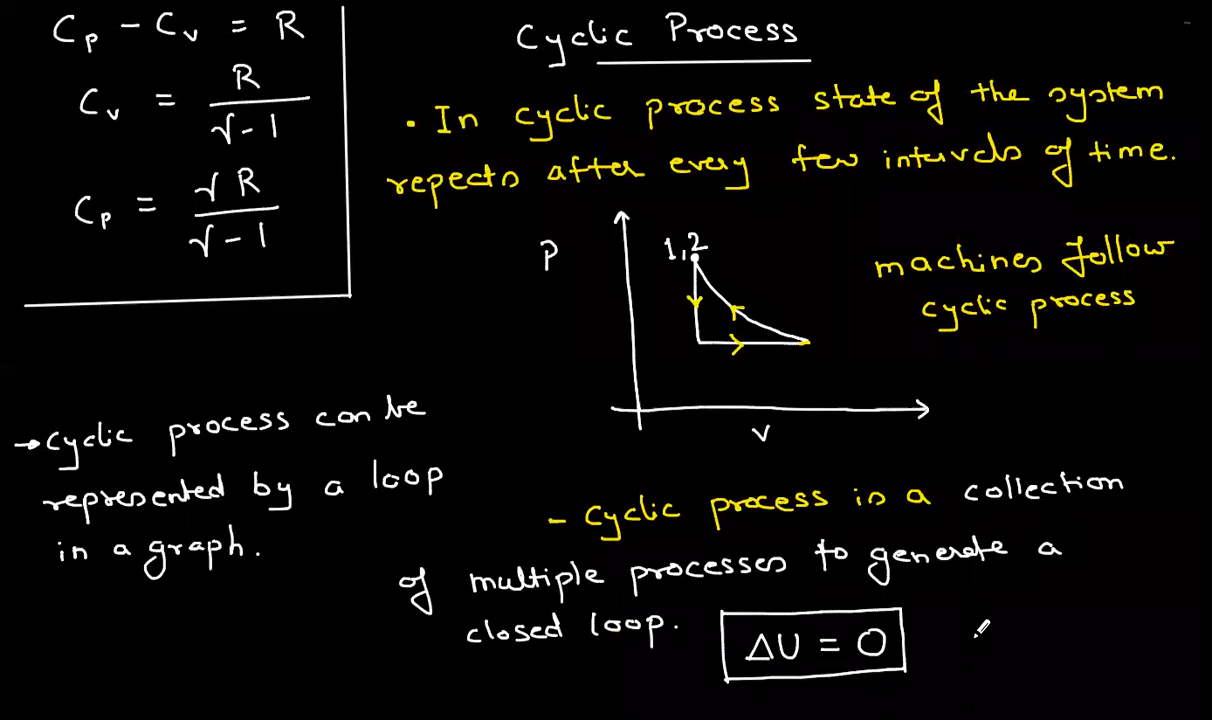 Cp - Cv = R
Cv = R / √-1
Cp = √R / √-1
Cyclic Process
• In cyclic process state of the system
repects after every few intervals of time.
P
1,2
V
machines follow
cyclic process
→ cyclic process can be
represented by a loop
in a graph.
- cyclic process is a collection
of multiple processes to generate a
closed loop.
ΔU = 0